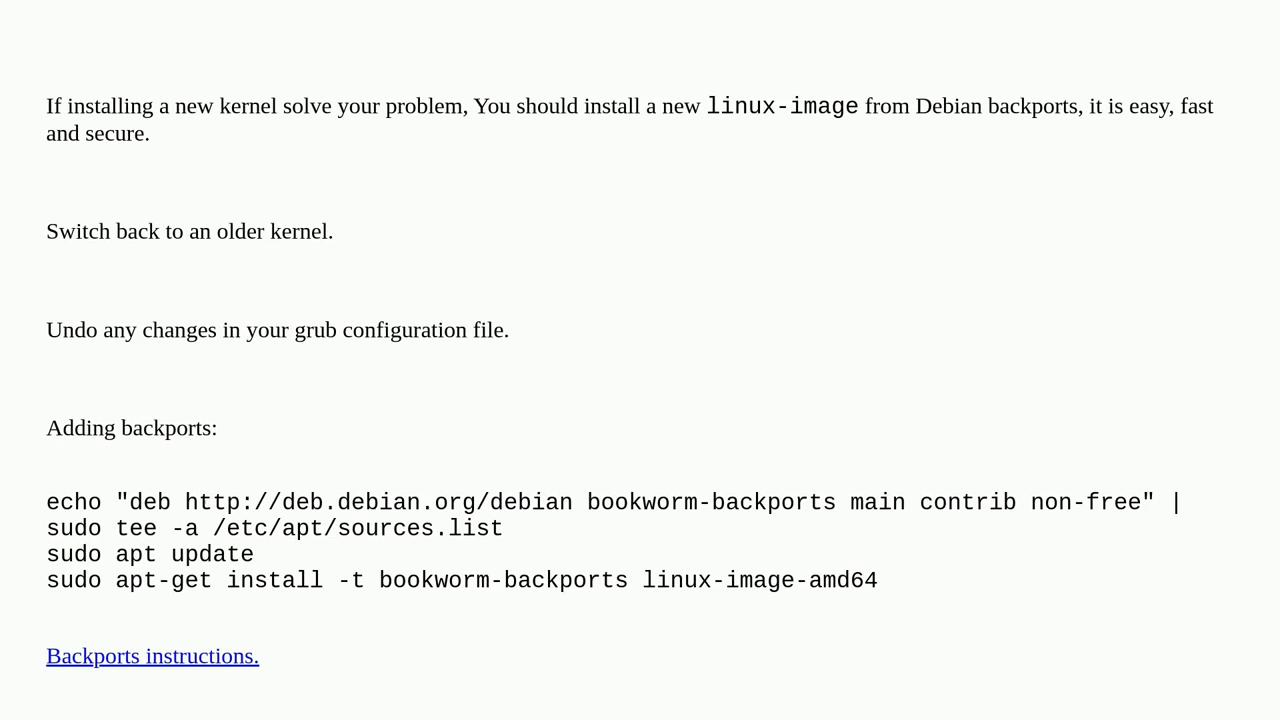 If installing a new kernel solve your problem, You should install a new linux-image from Debian backports, it is easy, fast
and secure.
Switch back to an older kernel.
Undo any changes in your grub configuration file.
Adding backports:
echo "deb http://deb.debian.org/debian bookworm-backports main contrib non-free" |
sudo tee -a /etc/apt/sources.list
sudo apt update
sudo apt-get install -t bookworm-backports linux-image-amd64
Backports instructions.